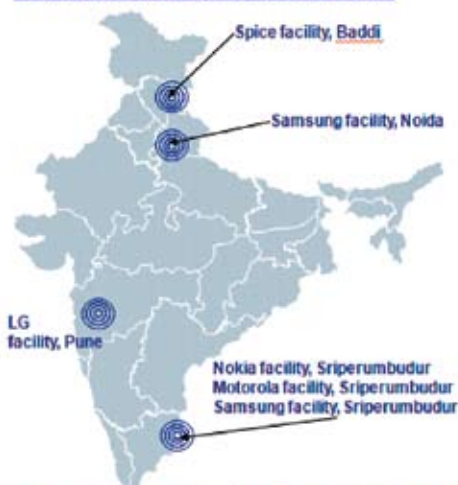 Spice facility, Baddi
Samsung facility, Noida
LG
facility, Pune
Nokia facility, Sriperumbudur
Motorola facility, Sriperumbudur
Samsung facility, Sriperumbudur